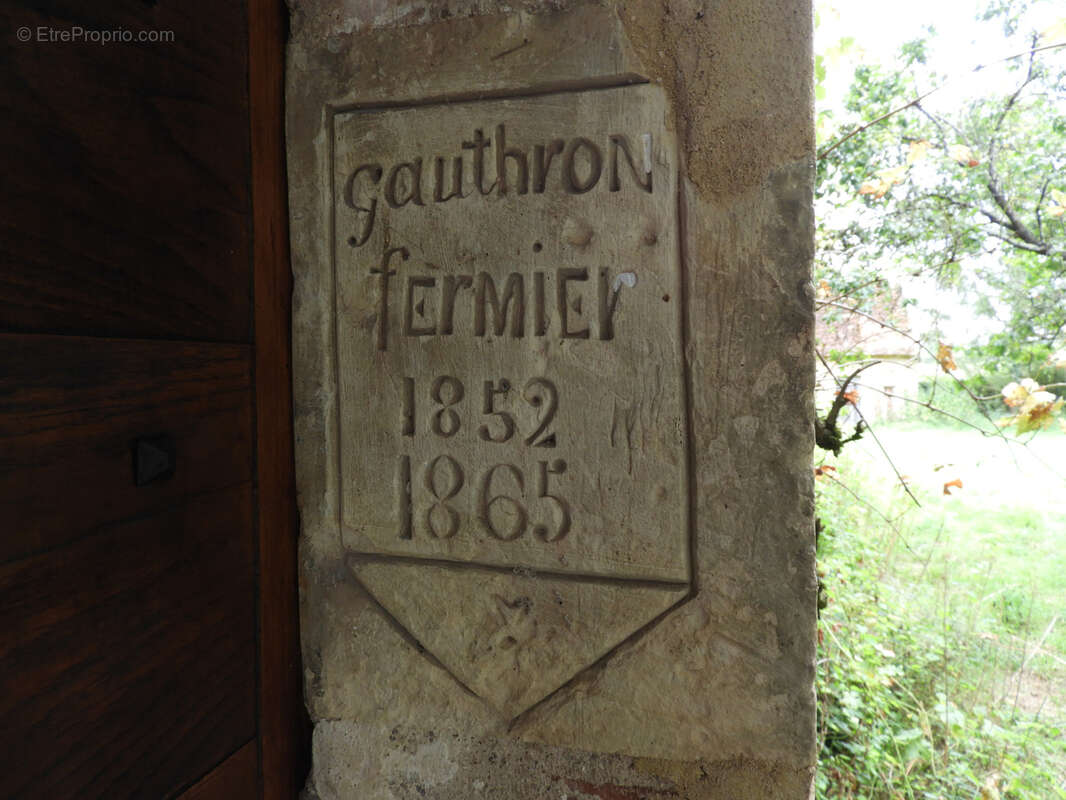 © EtreProprio.com
gauthron
fermier
1852
1865